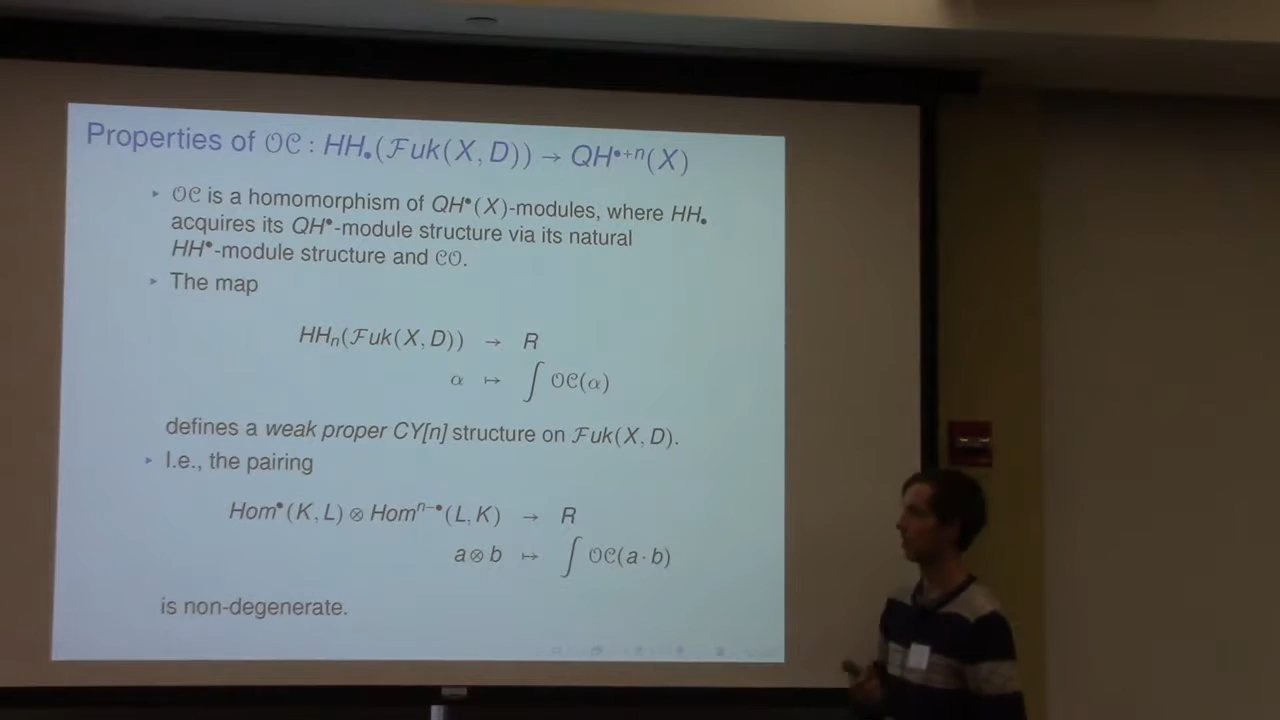 Properties of 𝒪𝒞 : HH•(ℱuk(X, D)) → QH•+n(X)
▸ 𝒪𝒞 is a homomorphism of QH•(X)-modules, where HH•
acquires its QH•-module structure via its natural
HH•-module structure and 𝒞𝒪.
▸ The map
HHₙ(ℱuk(X, D)) → R
α ↦ ∫ 𝒪𝒞(α)
defines a weak proper CY[n] structure on ℱuk(X, D).
▸ I.e., the pairing
Hom•(K, L) ⊗ Homn−•(L, K) → R
a ⊗ b ↦ ∫ 𝒪𝒞(a · b)
is non-degenerate.